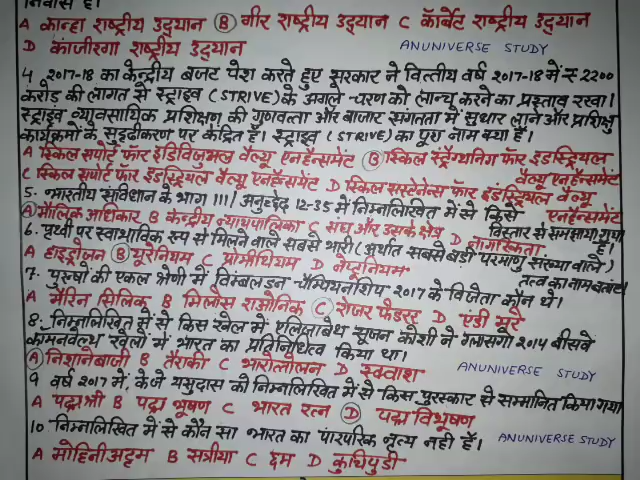 निवास है।
A कान्हा राष्ट्रीय उद्यान B गीर राष्ट्रीय उद्यान C कॉर्बेट राष्ट्रीय उद्यान
D कांजीरंगा राष्ट्रीय उद्यान ANUNIVERSE STUDY
4. 2017-18 का केन्द्रीय बजट पेश करते हुए सरकार ने वित्तीय वर्ष 2017-18 में रु 2200
करोड़ की लागत से स्ट्राइव (STRIVE) के अगले चरण को लान्च करने का प्रस्ताव रखा।
स्ट्राइव व्यावसायिक प्रशिक्षण की गुणवत्ता और बाजार संगतता में सुधार लाने और प्रशिक्षु
कार्यक्रमों के सुदृढीकरण पर केंद्रित है। स्ट्राइव (STRIVE) का पूरा नाम क्या है।
A स्किल सपोर्ट फॉर इंडिविजुअल वैल्यू एनहैन्समेंट B स्किल स्ट्रैग्थनिंग फॉर इंडस्ट्रियल वैल्यू एनहैन्समेंट
C स्किल सपोर्ट फॉर इंडस्ट्रियल वैल्यू एनहैन्समेंट D स्किल सस्टेनेन्स फॉर इंडस्ट्रियल वैल्यू एनहैन्समेंट
5. भारतीय संविधान के भाग III/ अनुच्छेद 12-35 में निम्नलिखित में से किसे विस्तार से समझाया गया है।
A मौलिक अधिकार B केन्द्रीय न्यायपालिका C संघ और उसके क्षेत्र D नागरिकता
6. पृथ्वी पर स्वाभाविक रूप से मिलने वाले सबसे भारी (अर्थात सबसे बड़ी परमाणु संख्या वाले) तत्व का नाम बताएं।
A हाइड्रोजन B यूरेनियम C प्रोमीथियम D नेप्टूनियम
7. पुरुषों की एकल श्रेणी में विंबलडन चैम्पियनशिप 2017 के विजेता कौन थे।
A मैरिन सिलिक B मिलोस राओनिक C रोजर फेडरर D एंडी मूरे
8. निम्नलिखित में से किस खेल में एलिजाबेथ सूजन कोशी ने ग्लासगो 2014 बीसवें
कॉमनवेल्थ खेलों में भारत का प्रतिनिधित्व किया था।
A निशानेबाजी B तैराकी C भारोत्तोलन D स्क्वाश ANUNIVERSE STUDY
9 वर्ष 2017 में, के जे यसुदास को निम्नलिखित में से किस पुरस्कार से सम्मानित किया गया
A पद्मश्री B पद्म भूषण C भारत रत्न D पद्म विभूषण
10 निम्नलिखित में से कौन सा भारत का पारंपरिक नृत्य नही हैं। ANUNIVERSE STUDY
A मोहिनीअट्टम B सत्रीया C दम D कुचिपुडी